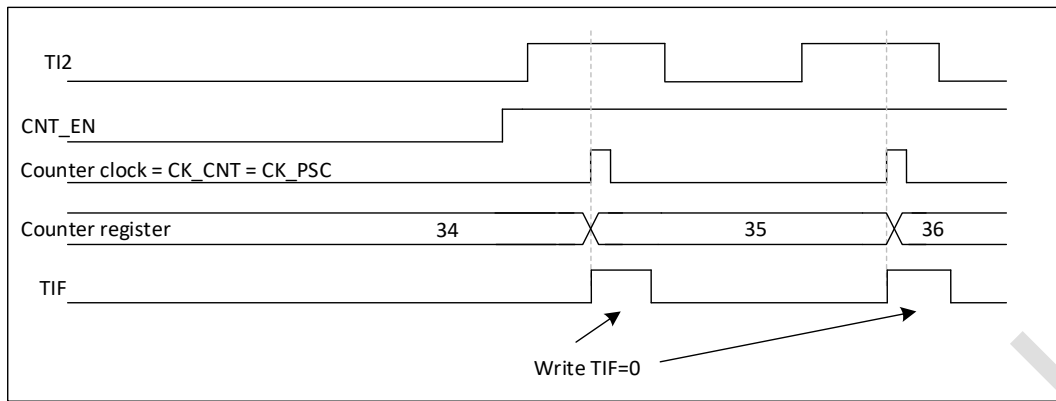 TI2
CNT_EN
Counter clock = CK_CNT = CK_PSC
Counter register 34 35 36
TIF
Write TIF=0